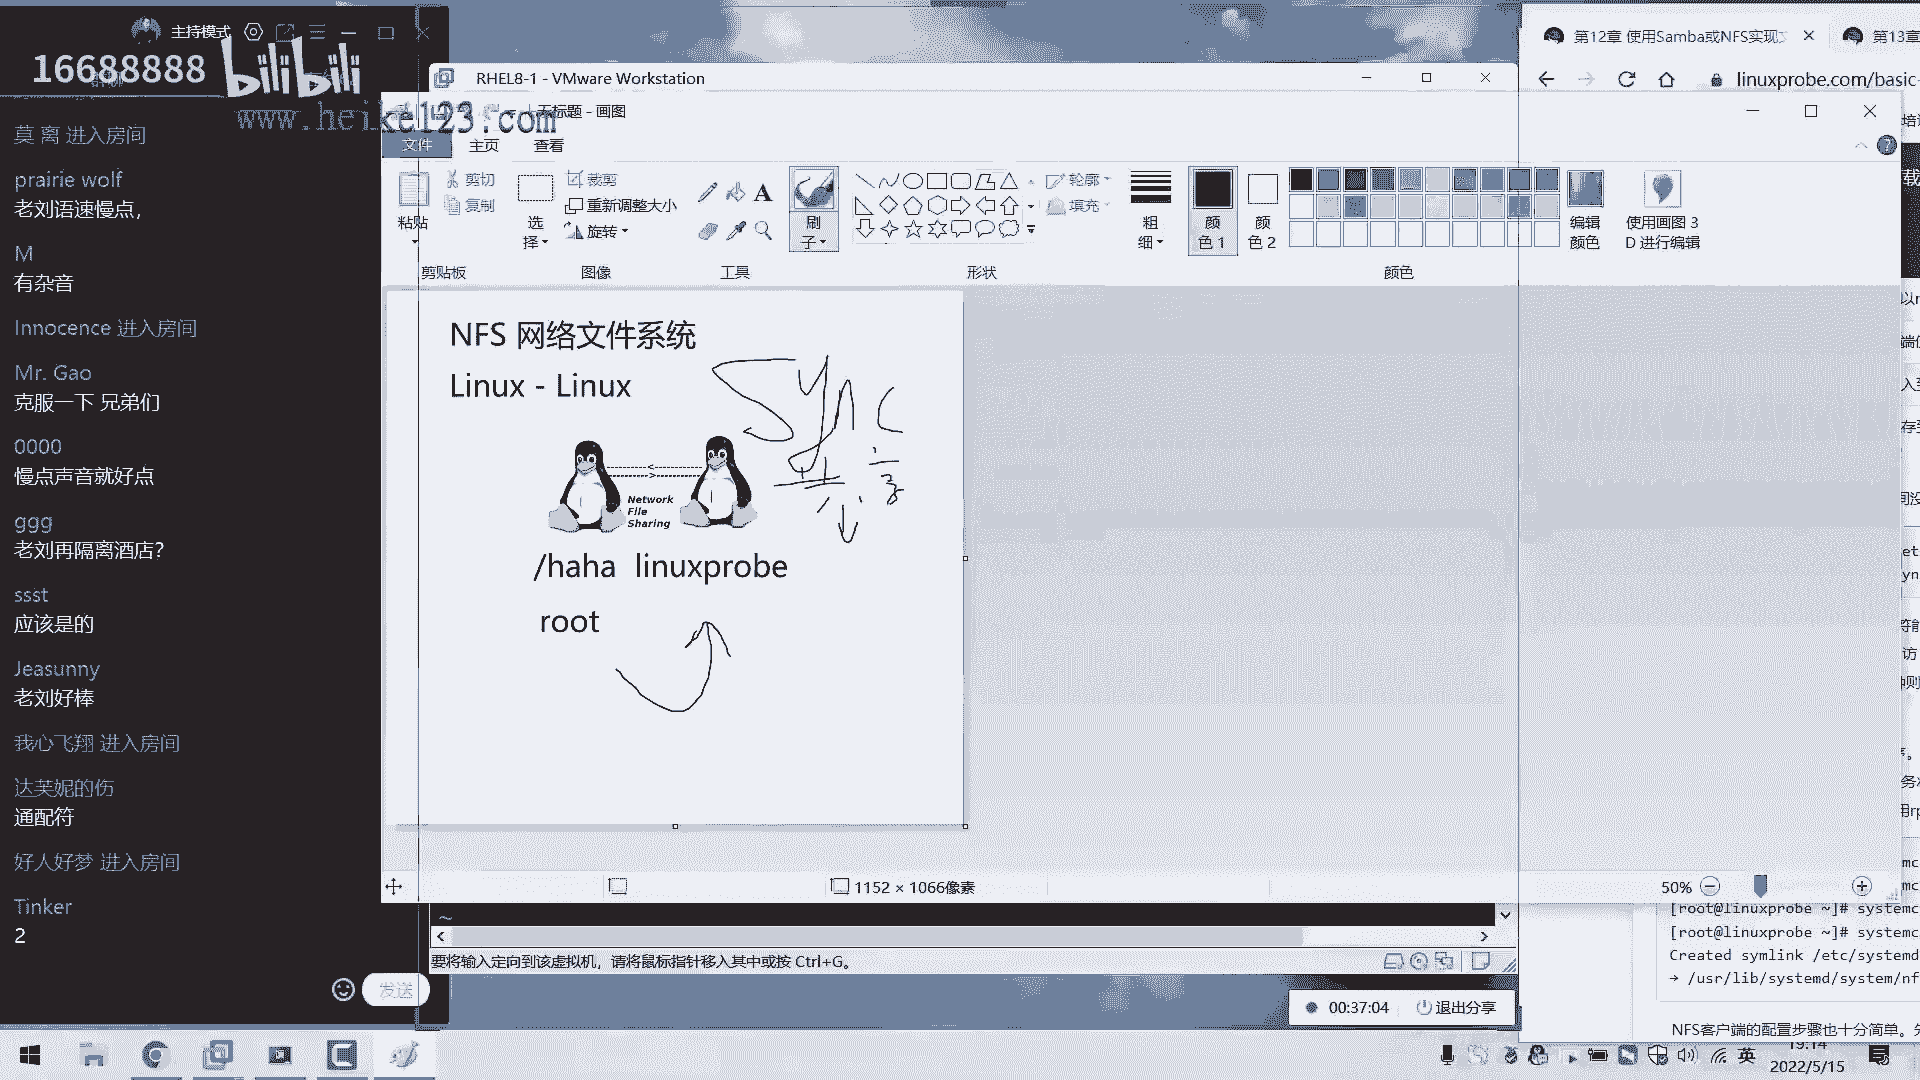 主持模式
16688888
bilibili
www.heike123.com
莫 离 进入房间
prairie wolf
老刘语速慢点,
M
有杂音
Innocence 进入房间
Mr. Gao
克服一下 兄弟们
0000
慢点声音就好点
ggg
老刘再隔离酒店?
ssst
应该是的
Jeasunny
老刘好棒
我心飞翔 进入房间
达芙妮的伤
通配符
好人好梦 进入房间
Tinker
2
发送
RHEL8-1 - VMware Workstation
无标题 - 画图
文件 主页 查看
粘贴
剪切
复制
剪贴板
选择
裁剪
重新调整大小
旋转
图像
工具
刷子
形状
轮廓
填充
粗细
颜色 1
颜色 2
颜色
编辑颜色
使用画图 3D 进行编辑
NFS 网络文件系统
Linux - Linux
sync
Network
File
Sharing
/haha linuxprobe
root
1152 × 1066像素
50%
~
要将输入定向到该虚拟机，请将鼠标指针移入其中或按 Ctrl+G。
00:37:04 退出分享
第12章 使用Samba或NFS实现
第13章
linuxprobe.com/basic-
[root@linuxprobe ~]# systemc
[root@linuxprobe ~]# systemc
Created symlink /etc/systemd
→ /usr/lib/systemd/system/nf
NFS客户端的配置步骤也十分简单。
英
19:14
2022/5/15